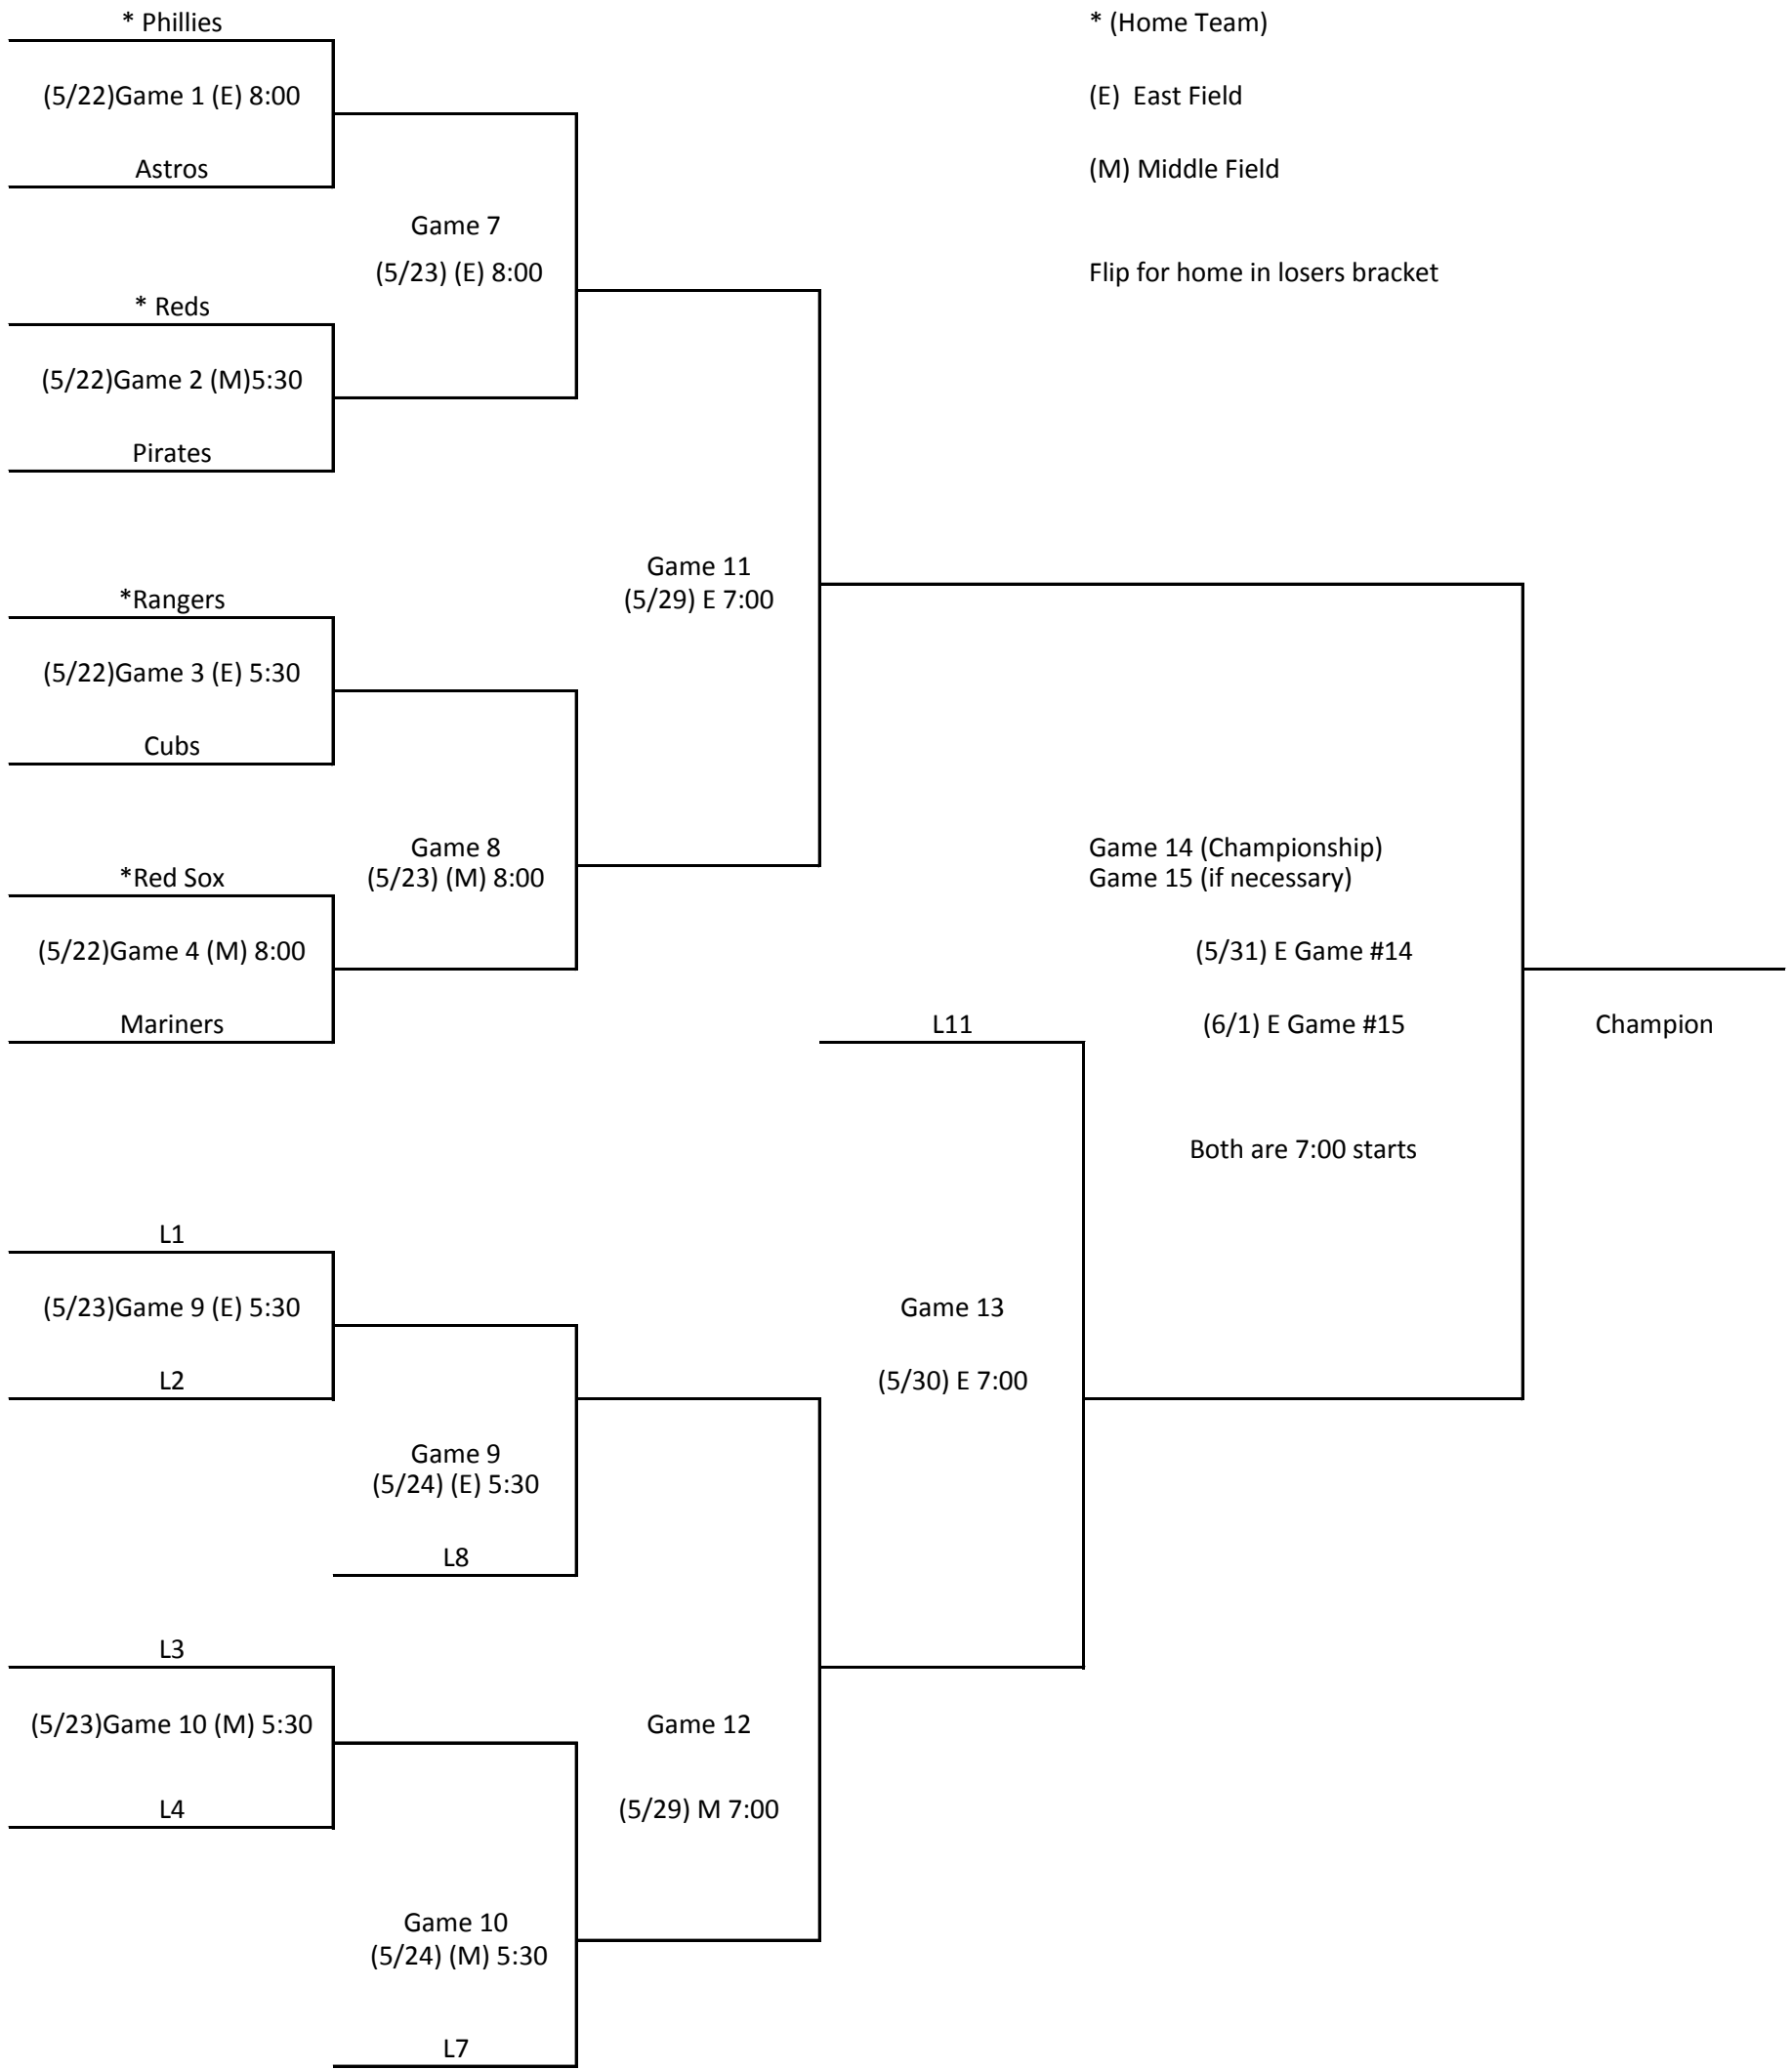 * Phillies
* (Home Team)
(5/22)Game 1 (E) 8:00
(E)  East Field
Astros
(M) Middle Field
Game 7
(5/23) (E) 8:00
Flip for home in losers bracket
* Reds
(5/22)Game 2 (M)5:30
Pirates
Game 11
(5/29) E 7:00
*Rangers
(5/22)Game 3 (E) 5:30
Cubs
Game 8
(5/23) (M) 8:00
Game 14 (Championship)
Game 15 (if necessary)
*Red Sox
(5/22)Game 4 (M) 8:00
(5/31) E Game #14
Mariners
L11
(6/1) E Game #15
Champion
Both are 7:00 starts
L1
(5/23)Game 9 (E) 5:30
Game 13
L2
(5/30) E 7:00
Game 9
(5/24) (E) 5:30
L8
L3
(5/23)Game 10 (M) 5:30
Game 12
L4
(5/29) M 7:00
Game 10
(5/24) (M) 5:30
L7